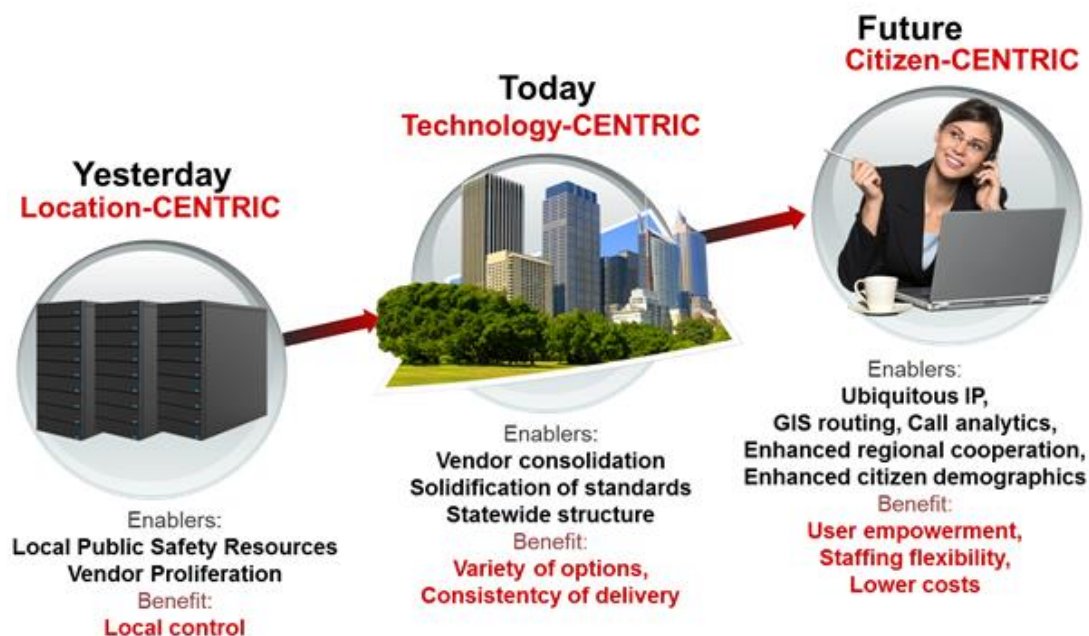 Yesterday
Location-CENTRIC
Enablers:
Local Public Safety Resources
Vendor Proliferation
Benefit:
Local control
Today
Technology-CENTRIC
Enablers:
Vendor consolidation
Solidification of standards
Statewide structure
Benefit:
Variety of options,
Consistentcy of delivery
Future
Citizen-CENTRIC
Enablers:
Ubiquitous IP,
GIS routing, Call analytics,
Enhanced regional cooperation,
Enhanced citizen demographics
Benefit:
User empowerment,
Staffing flexibility,
Lower costs